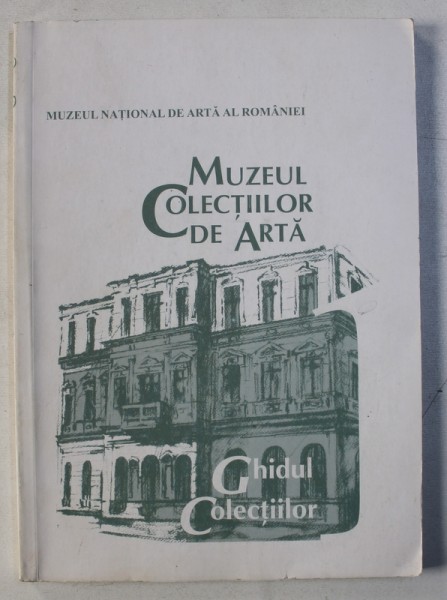 MUZEUL NAȚIONAL DE ARTĂ AL ROMÂNIEI
MUZEUL
COLECȚIILOR
DE ARTĂ
Ghidul
Colecțiilor